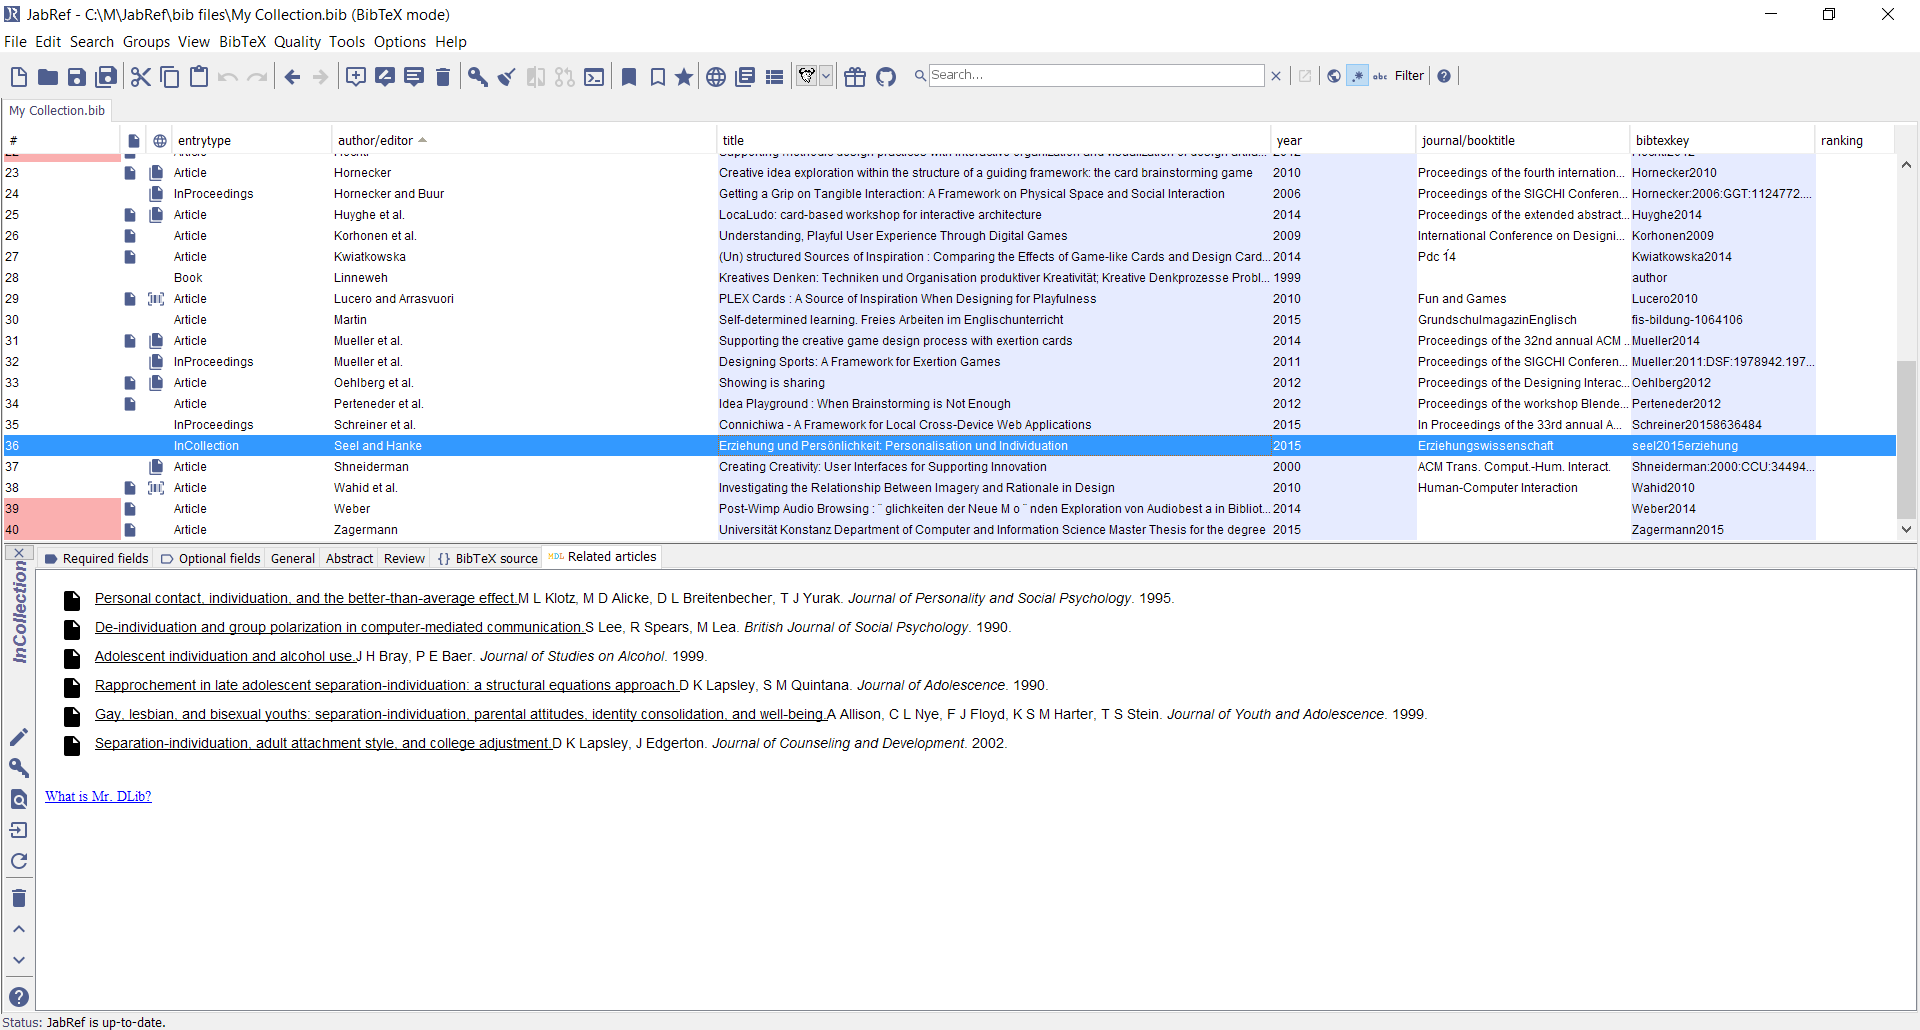 JabRef - C:\M\JabRef\bib files\My Collection.bib (BibTeX mode)
File Edit Search Groups View BibTeX Quality Tools Options Help
Search... abc Filter
My Collection.bib
# entrytype author/editor title year journal/booktitle bibtexkey ranking
23 Article Hornecker Creative idea exploration within the structure of a guiding framework: the card brainstorming game 2010 Proceedings of the fourth internation... Hornecker2010
24 InProceedings Hornecker and Buur Getting a Grip on Tangible Interaction: A Framework on Physical Space and Social Interaction 2006 Proceedings of the SIGCHI Conferen... Hornecker:2006:GGT:1124772....
25 Article Huyghe et al. LocaLudo: card-based workshop for interactive architecture 2014 Proceedings of the extended abstract... Huyghe2014
26 Article Korhonen et al. Understanding, Playful User Experience Through Digital Games 2009 International Conference on Designi... Korhonen2009
27 Article Kwiatkowska (Un) structured Sources of Inspiration : Comparing the Effects of Game-like Cards and Design Card... 2014 Pdc ́14 Kwiatkowska2014
28 Book Linneweh Kreatives Denken: Techniken und Organisation produktiver Kreativität; Kreative Denkprozesse Probl... 1999 author
29 Article Lucero and Arrasvuori PLEX Cards : A Source of Inspiration When Designing for Playfulness 2010 Fun and Games Lucero2010
30 Article Martin Self-determined learning. Freies Arbeiten im Englischunterricht 2015 GrundschulmagazinEnglisch fis-bildung-1064106
31 Article Mueller et al. Supporting the creative game design process with exertion cards 2014 Proceedings of the 32nd annual ACM ... Mueller2014
32 InProceedings Mueller et al. Designing Sports: A Framework for Exertion Games 2011 Proceedings of the SIGCHI Conferen... Mueller:2011:DSF:1978942.197...
33 Article Oehlberg et al. Showing is sharing 2012 Proceedings of the Designing Interac... Oehlberg2012
34 Article Perteneder et al. Idea Playground : When Brainstorming is Not Enough 2012 Proceedings of the workshop Blende... Perteneder2012
35 InProceedings Schreiner et al. Connichiwa - A Framework for Local Cross-Device Web Applications 2015 In Proceedings of the 33rd annual A... Schreiner20158636484
36 InCollection Seel and Hanke Erziehung und Persönlichkeit: Personalisation und Individuation 2015 Erziehungswissenschaft seel2015erziehung
37 Article Shneiderman Creating Creativity: User Interfaces for Supporting Innovation 2000 ACM Trans. Comput.-Hum. Interact. Shneiderman:2000:CCU:34494...
38 Article Wahid et al. Investigating the Relationship Between Imagery and Rationale in Design 2010 Human-Computer Interaction Wahid2010
39 Article Weber Post-Wimp Audio Browsing : ¨ glichkeiten der Neue M o ¨ nden Exploration von Audiobest a in Bibliot... 2014 Weber2014
40 Article Zagermann Universität Konstanz Department of Computer and Information Science Master Thesis for the degree 2015 Zagermann2015
InCollection
Required fields Optional fields General Abstract Review {} BibTeX source MDL Related articles
Personal contact, individuation, and the better-than-average effect.M L Klotz, M D Alicke, D L Breitenbecher, T J Yurak. Journal of Personality and Social Psychology. 1995.
De-individuation and group polarization in computer-mediated communication.S Lee, R Spears, M Lea. British Journal of Social Psychology. 1990.
Adolescent individuation and alcohol use.J H Bray, P E Baer. Journal of Studies on Alcohol. 1999.
Rapprochement in late adolescent separation-individuation: a structural equations approach.D K Lapsley, S M Quintana. Journal of Adolescence. 1990.
Gay, lesbian, and bisexual youths: separation-individuation, parental attitudes, identity consolidation, and well-being.A Allison, C L Nye, F J Floyd, K S M Harter, T S Stein. Journal of Youth and Adolescence. 1999.
Separation-individuation, adult attachment style, and college adjustment.D K Lapsley, J Edgerton. Journal of Counseling and Development. 2002.
What is Mr. DLib?
Status: JabRef is up-to-date.